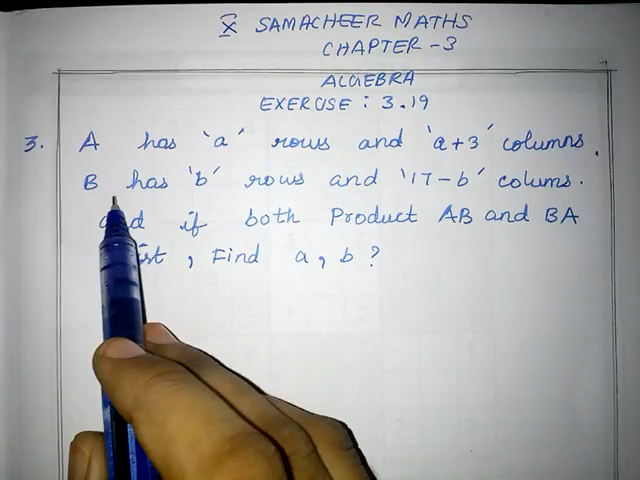 X SAMACHEER MATHS
CHAPTER - 3
ALGEBRA
EXERCISE : 3.19
3. A has 'a' rows and 'a+3' columns.
B has 'b' rows and '17-b' colums.
if both Product AB and BA
, Find a, b ?